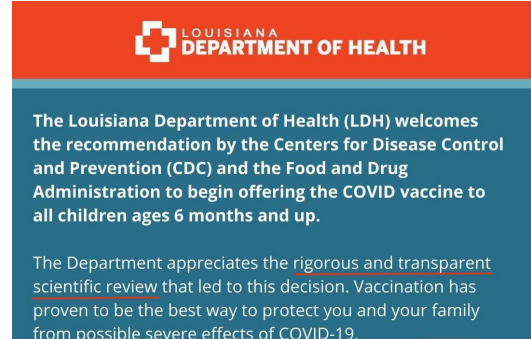 LOUISIANA
DEPARTMENT OF HEALTH
The Louisiana Department of Health (LDH) welcomes
the recommendation by the Centers for Disease Control
and Prevention (CDC) and the Food and Drug
Administration to begin offering the COVID vaccine to
all children ages 6 months and up.
The Department appreciates the rigorous and transparent
scientific review that led to this decision. Vaccination has
proven to be the best way to protect you and your family
from possible severe effects of COVID-19.